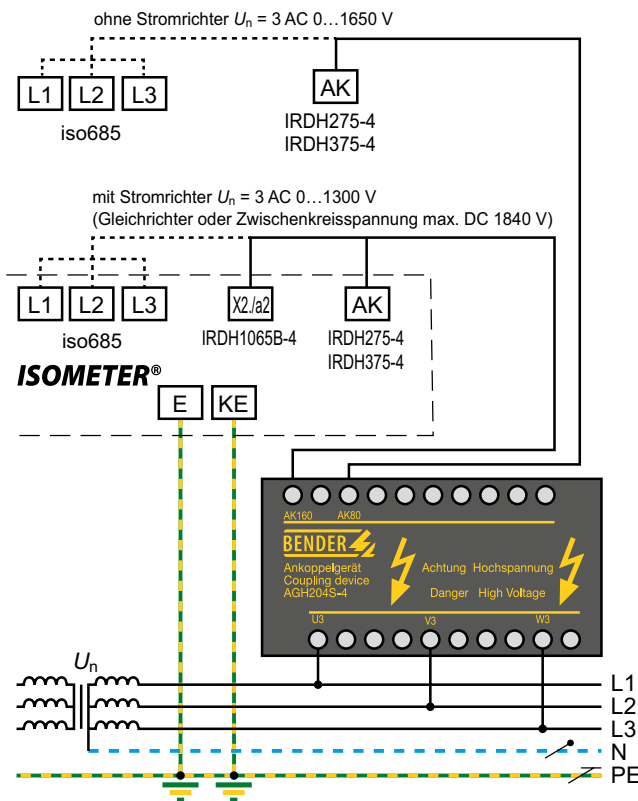 ohne Stromrichter Un = 3 AC 0...1650 V
L1 L2 L3 AK
iso685
IRDH275-4
IRDH375-4
mit Stromrichter Un = 3 AC 0...1300 V
(Gleichrichter oder Zwischenkreisspannung max. DC 1840 V)
L1 L2 L3 X2./a2 AK
iso685
IRDH1065B-4
IRDH275-4
IRDH375-4
ISOMETER®
E KE
AK160 AK80
BENDER
Ankoppelgerät
Coupling device
AGH204S-4
Achtung Hochspannung
Danger High Voltage
U3 V3 W3
Un
L1
L2
L3
N
PE